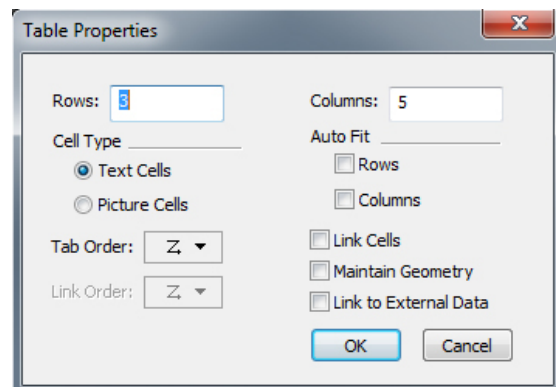 Table Properties
Rows: 3
Columns: 5
Cell Type
Auto Fit
Text Cells
Rows
Picture Cells
Columns
Tab Order:
Link Cells
Maintain Geometry
Link Order:
Link to External Data
OK
Cancel